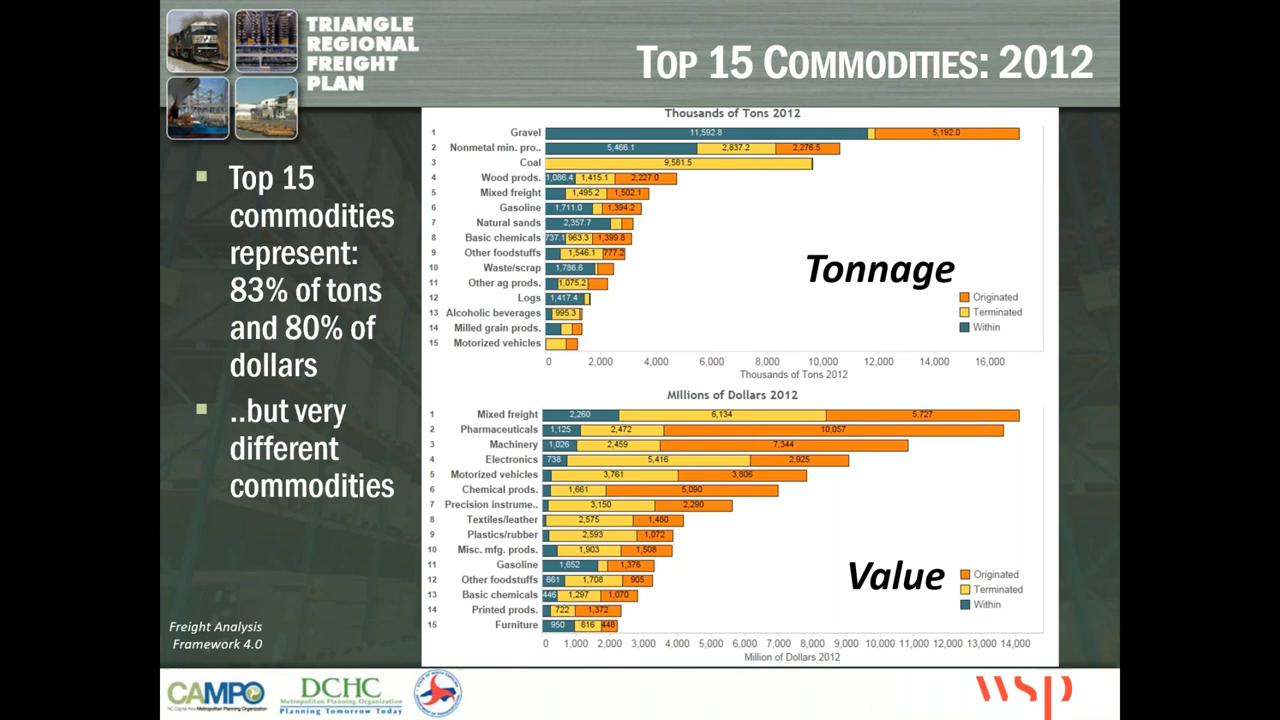 TRIANGLE
REGIONAL
FREIGHT
PLAN
TOP 15 COMMODITIES: 2012
▪ Top 15
commodities
represent:
83% of tons
and 80% of
dollars
▪ ..but very
different
commodities
Freight Analysis
Framework 4.0
Thousands of Tons 2012
1 Gravel 11,592.8 5,192.0
2 Nonmetal min. pro.. 5,466.1 2,837.2 2,276.5
3 Coal 9,581.5
4 Wood prods. 1,086.4 1,415.1 2,227.0
5 Mixed freight 1,495.2 1,502.1
6 Gasoline 1,711.0 1,394.2
7 Natural sands 2,357.7
8 Basic chemicals 737.1 963.3 1,399.8
9 Other foodstuffs 1,546.1 777.2
10 Waste/scrap 1,786.6
11 Other ag prods. 1,075.2
12 Logs 1,417.4
13 Alcoholic beverages 995.3
14 Milled grain prods.
15 Motorized vehicles
Tonnage
Originated
Terminated
Within
0 2,000 4,000 6,000 8,000 10,000 12,000 14,000 16,000
Thousands of Tons 2012
Millions of Dollars 2012
1 Mixed freight 2,260 6,134 5,727
2 Pharmaceuticals 1,125 2,472 10,057
3 Machinery 1,026 2,459 7,344
4 Electronics 738 5,416 2,925
5 Motorized vehicles 3,761 3,806
6 Chemical prods. 1,661 5,090
7 Precision instrume.. 3,150 2,290
8 Textiles/leather 2,575 1,480
9 Plastics/rubber 2,593 1,072
10 Misc. mfg. prods. 1,903 1,508
11 Gasoline 1,652 1,376
12 Other foodstuffs 661 1,708 905
13 Basic chemicals 446 1,297 1,070
14 Printed prods. 722 1,372
15 Furniture 950 816 448
Value
Originated
Terminated
Within
0 1,000 2,000 3,000 4,000 5,000 6,000 7,000 8,000 9,000 10,000 11,000 12,000 13,000 14,000
Million of Dollars 2012
CAMPO
NC Capital Area Metropolitan Planning Organization
DCHC
Metropolitan Planning Organization
Planning Tomorrow Today
wsp